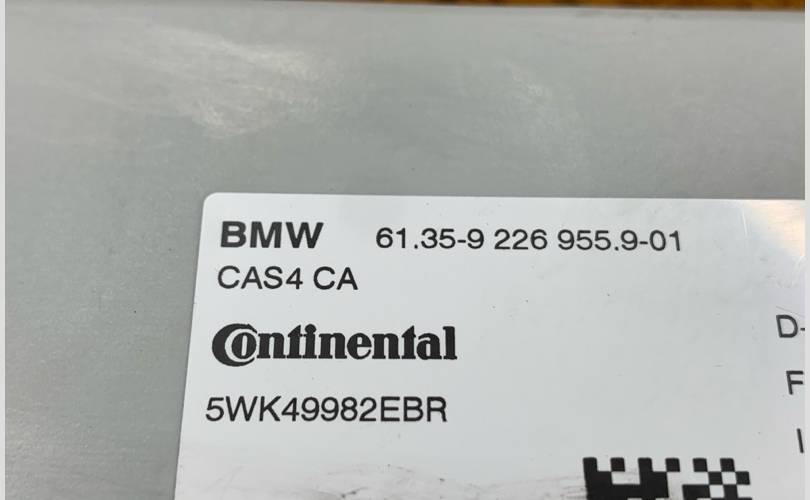 BMW 61.35-9 226 955.9-01
CAS4 CA
Continental
5WK49982EBR
D-
F
I